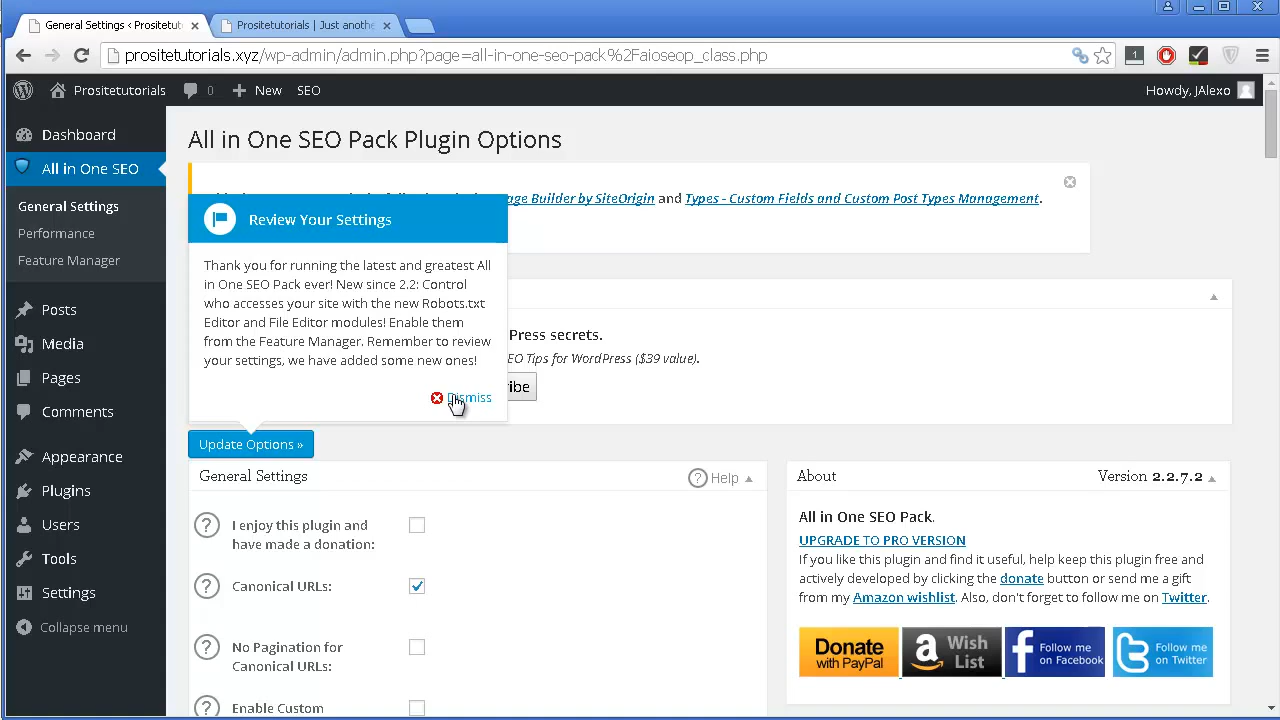 General Settings ‹ Prositetut
Prositetutorials | Just anoth
prositetutorials.xyz/wp-admin/admin.php?page=all-in-one-seo-pack%2Faioseop_class.php
1
Prositetutorials 0 New SEO Howdy, JAlexo
Dashboard
All in One SEO
General Settings
Performance
Feature Manager
Posts
Media
Pages
Comments
Appearance
Plugins
Users
Tools
Settings
Collapse menu
All in One SEO Pack Plugin Options
Builder by SiteOrigin and Types - Custom Fields and Custom Post Types Management.
Review Your Settings
Thank you for running the latest and greatest All
in One SEO Pack ever! New since 2.2: Control
who accesses your site with the new Robots.txt
Editor and File Editor modules! Enable them
from the Feature Manager. Remember to review
your settings, we have added some new ones!
Dismiss
Press secrets.
EO Tips for WordPress ($39 value).
ribe
Update Options »
General Settings
Help
? I enjoy this plugin and
have made a donation:
? Canonical URLs:
? No Pagination for
Canonical URLs:
? Enable Custom
About Version 2.2.7.2
All in One SEO Pack.
UPGRADE TO PRO VERSION
If you like this plugin and find it useful, help keep this plugin free and
actively developed by clicking the donate button or send me a gift
from my Amazon wishlist. Also, don't forget to follow me on Twitter.
Donate
with PayPal
a Wish
List
f Follow me
on Facebook
t Follow me
on Twitter